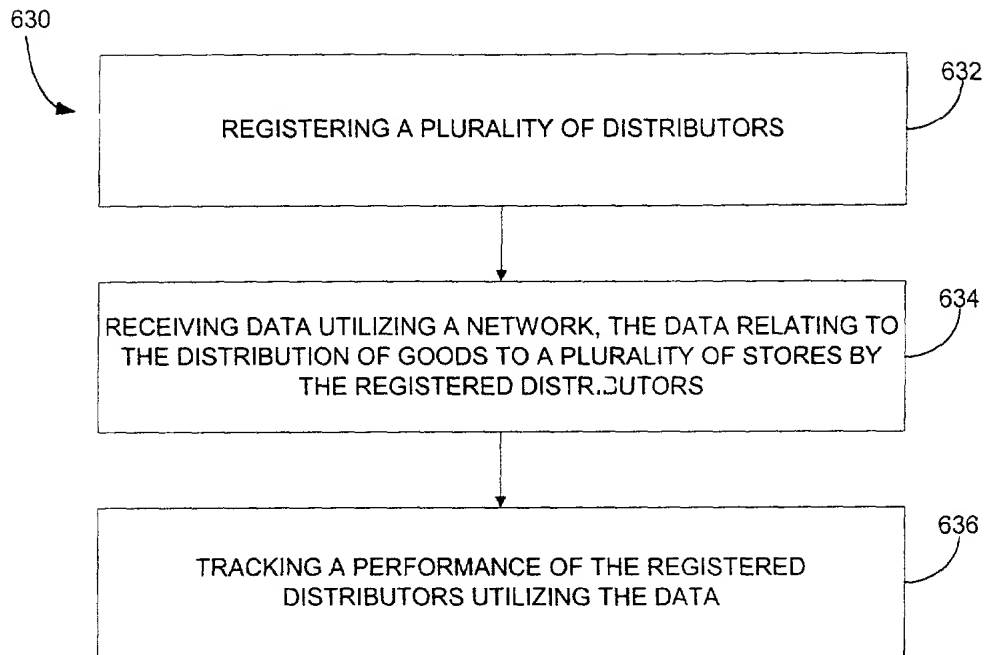 630
632
REGISTERING A PLURALITY OF DISTRIBUTORS
634
RECEIVING DATA UTILIZING A NETWORK, THE DATA RELATING TO
THE DISTRIBUTION OF GOODS TO A PLURALITY OF STORES BY
THE REGISTERED DISTRIBUTORS
636
TRACKING A PERFORMANCE OF THE REGISTERED
DISTRIBUTORS UTILIZING THE DATA